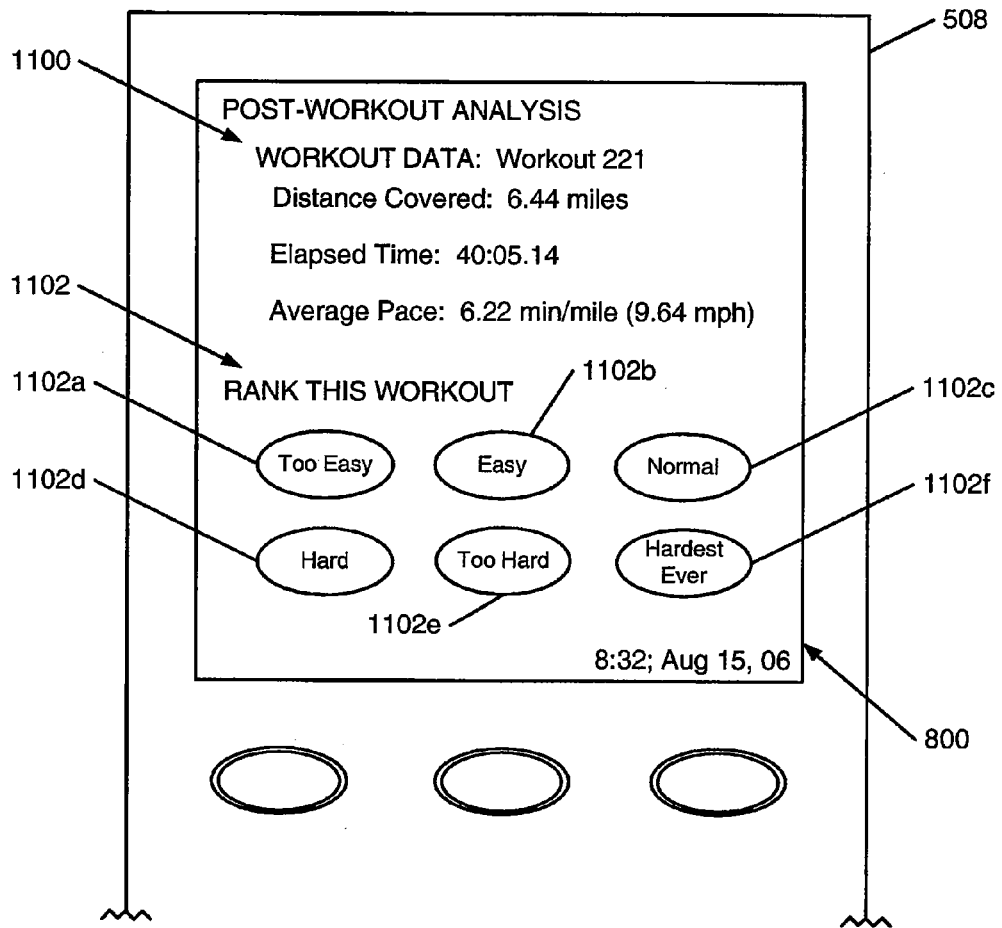 508
1100
POST-WORKOUT ANALYSIS
WORKOUT DATA: Workout 221
Distance Covered: 6.44 miles
Elapsed Time: 40:05.14
1102
Average Pace: 6.22 min/mile (9.64 mph)
1102b
1102a
RANK THIS WORKOUT
1102c
Too Easy
Easy
Normal
1102d
1102f
Hard
Too Hard
Hardest
Ever
1102e
8:32; Aug 15, 06
800